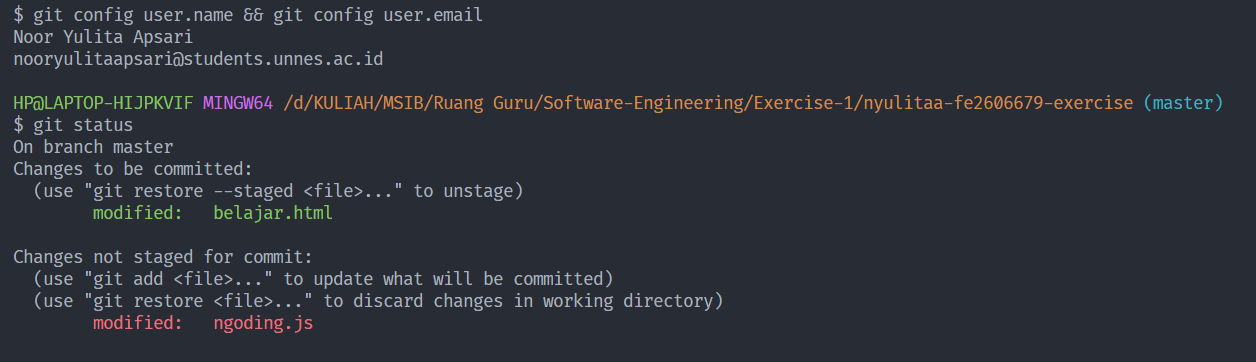 $ git config user.name && git config user.email
Noor Yulita Apsari
nooryulitaapsari@students.unnes.ac.id
HP@LAPTOP-HIJPKVIF MINGW64 /d/KULIAH/MSIB/Ruang Guru/Software-Engineering/Exercise-1/nyulitaa-fe2606679-exercise (master)
$ git status
On branch master
Changes to be committed:
  (use "git restore --staged <file>..." to unstage)
        modified:   belajar.html
Changes not staged for commit:
  (use "git add <file>..." to update what will be committed)
  (use "git restore <file>..." to discard changes in working directory)
        modified:   ngoding.js